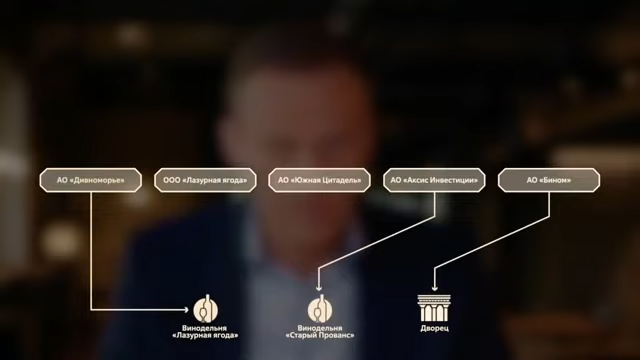 АО «Дивноморье»
ООО «Лазурная ягода»
АО «Южная Цитадель»
АО «Аксис Инвестиции»
АО «Бином»
Винодельня
«Лазурная ягода»
Винодельня
«Старый Прованс»
Дворец